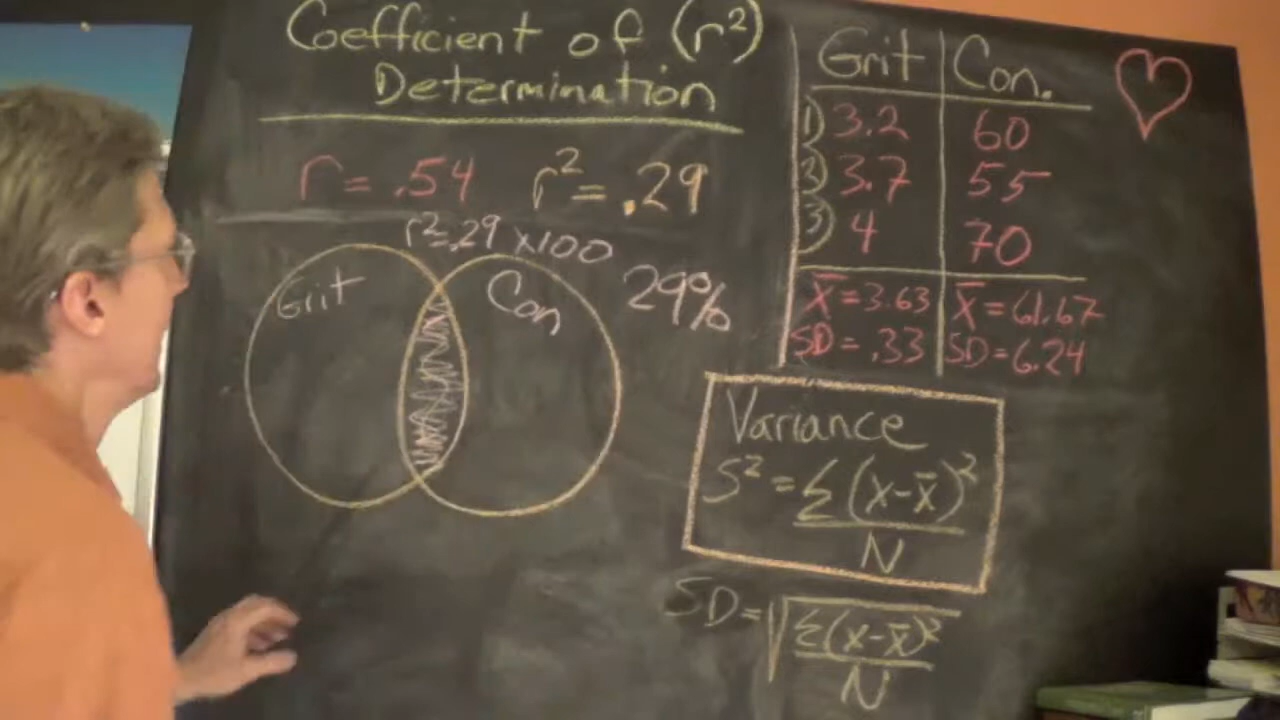 Coefficient of (r²)
Determination
r = .54 r² = .29
r² = .29 x100
29%
Grit
Con
Grit Con.
1) 3.2 60
2) 3.7 55
3) 4 70
X̄ = 3.63 X̄ = 61.67
SD = .33 SD = 6.24
Variance
S² = Σ(x-x̄)²
N
SD = √Σ(x-x̄)²
N